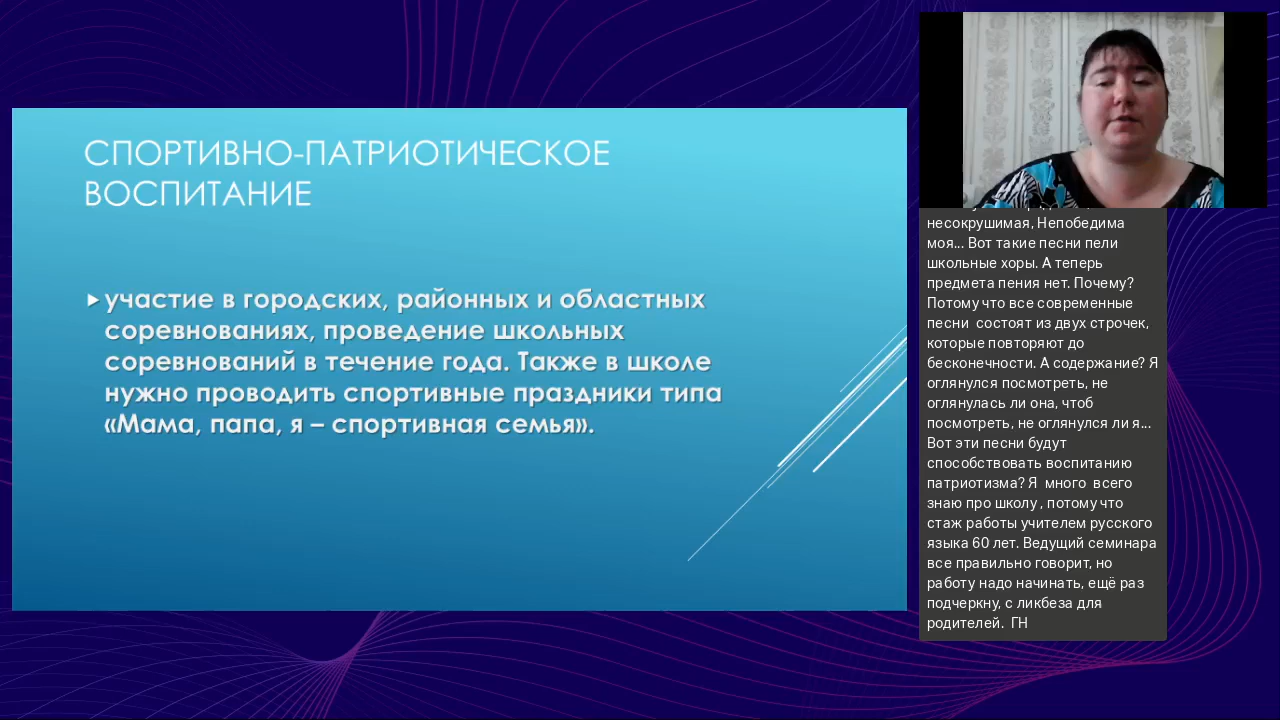 СПОРТИВНО-ПАТРИОТИЧЕСКОЕ
ВОСПИТАНИЕ
участие в городских, районных и областных
соревнованиях, проведение школьных
соревнований в течение года. Также в школе
нужно проводить спортивные праздники типа
«Мама, папа, я – спортивная семья».
несокрушимая, Непобедима
моя... Вот такие песни пели
школьные хоры. А теперь
предмета пения нет. Почему?
Потому что все современные
песни состоят из двух строчек,
которые повторяют до
бесконечности. А содержание? Я
оглянулся посмотреть, не
оглянулась ли она, чтоб
посмотреть, не оглянулся ли я...
Вот эти песни будут
способствовать воспитанию
патриотизма? Я много всего
знаю про школу , потому что
стаж работы учителем русского
языка 60 лет. Ведущий семинара
все правильно говорит, но
работу надо начинать, ещё раз
подчеркну, с ликбеза для
родителей. ГН